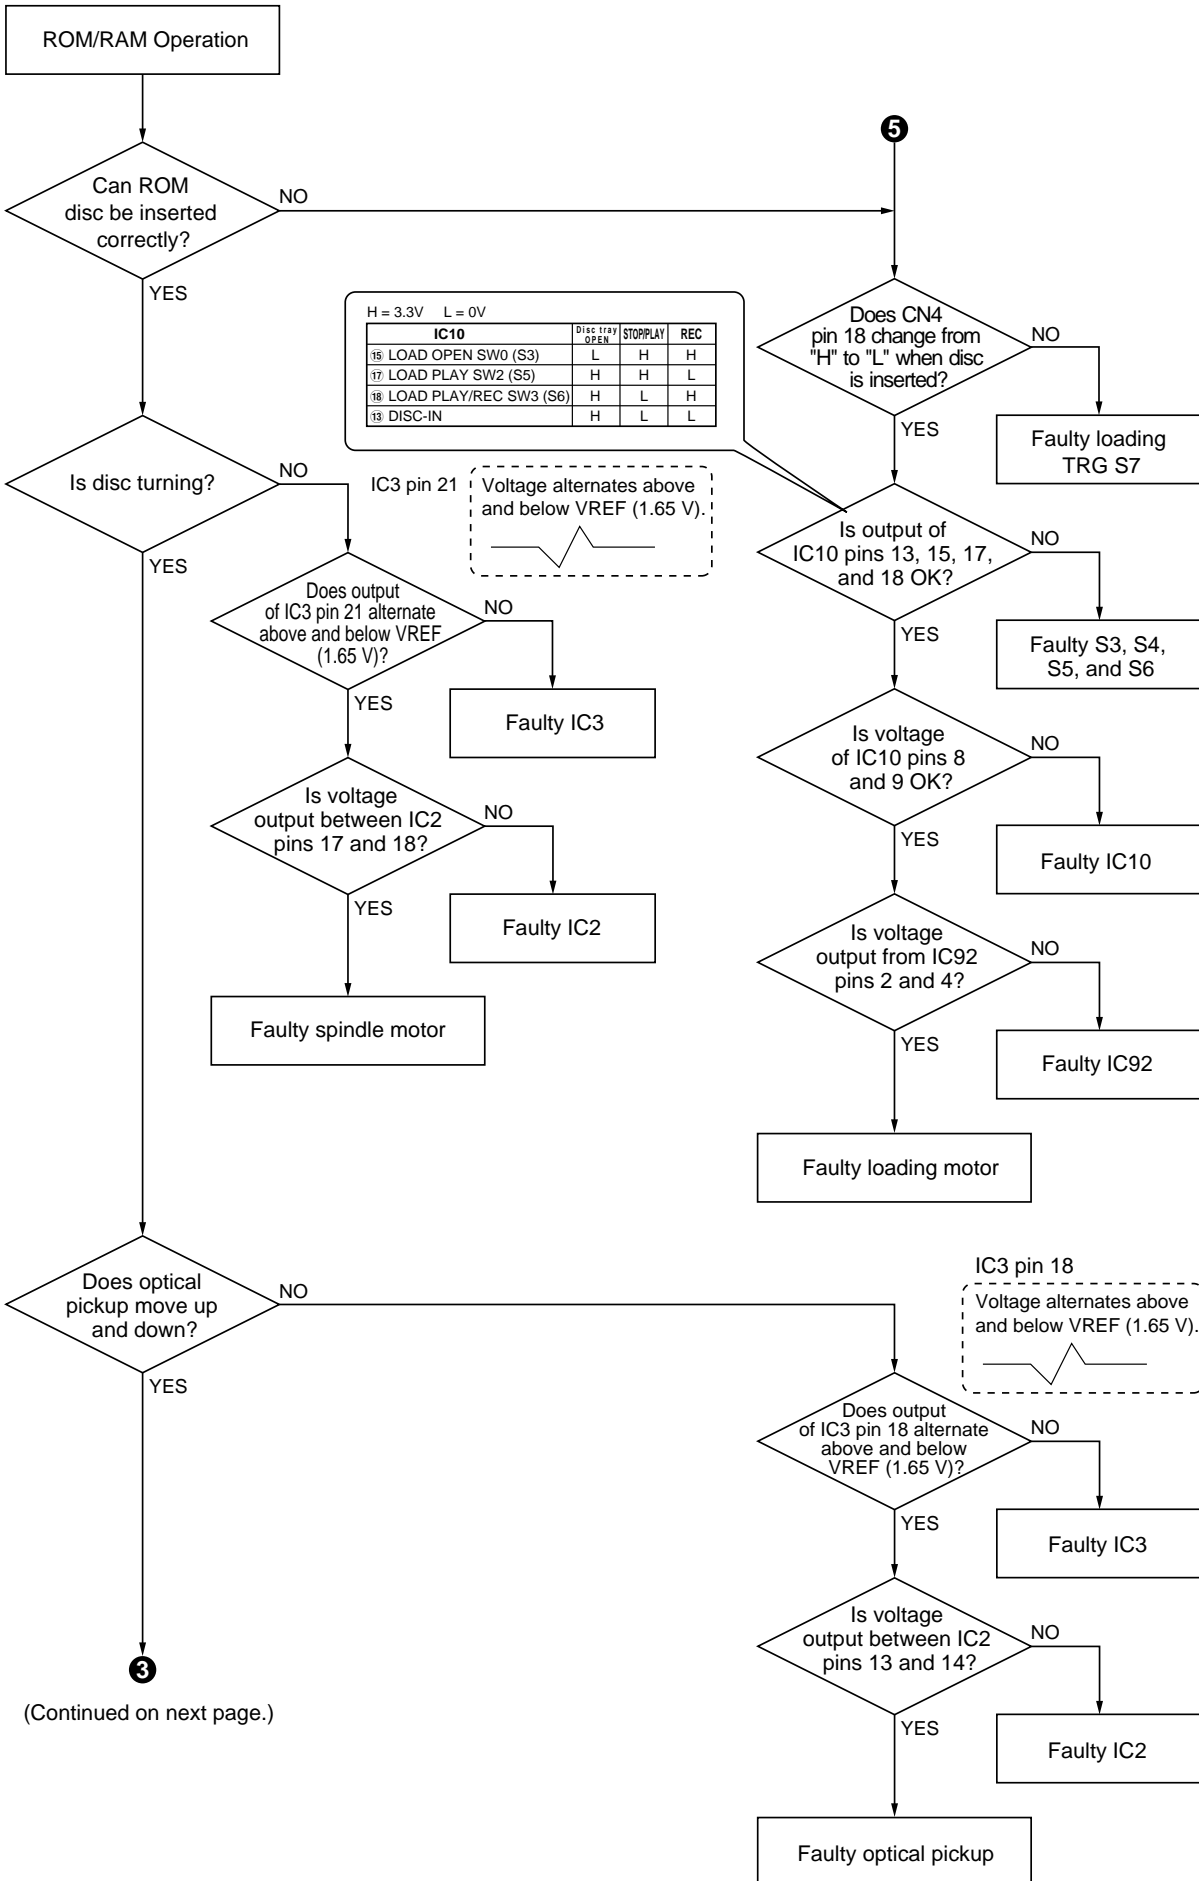 ROM/RAM Operation
5
Can ROM
disc be inserted
correctly?
NO
YES
H = 3.3V L = 0V
IC10 Disc tray OPEN STOP/PLAY REC
⑮ LOAD OPEN SW0 (S3) L H H
⑰ LOAD PLAY SW2 (S5) H H L
⑱ LOAD PLAY/REC SW3 (S6) H L H
⑬ DISC-IN H L L
Does CN4
pin 18 change from
"H" to "L" when disc
is inserted?
NO
YES
Faulty loading
TRG S7
Is disc turning?
NO
YES
IC3 pin 21
Voltage alternates above
and below VREF (1.65 V).
Is output of
IC10 pins 13, 15, 17,
and 18 OK?
NO
YES
Faulty S3, S4,
S5, and S6
Does output
of IC3 pin 21 alternate
above and below VREF
(1.65 V)?
NO
YES
Faulty IC3
Is voltage
of IC10 pins 8
and 9 OK?
NO
YES
Faulty IC10
Is voltage
output between IC2
pins 17 and 18?
NO
YES
Faulty IC2
Faulty spindle motor
Is voltage
output from IC92
pins 2 and 4?
NO
YES
Faulty IC92
Faulty loading motor
Does optical
pickup move up
and down?
NO
YES
IC3 pin 18
Voltage alternates above
and below VREF (1.65 V).
Does output
of IC3 pin 18 alternate
above and below
VREF (1.65 V)?
NO
YES
Faulty IC3
Is voltage
output between IC2
pins 13 and 14?
NO
YES
Faulty IC2
Faulty optical pickup
3
(Continued on next page.)